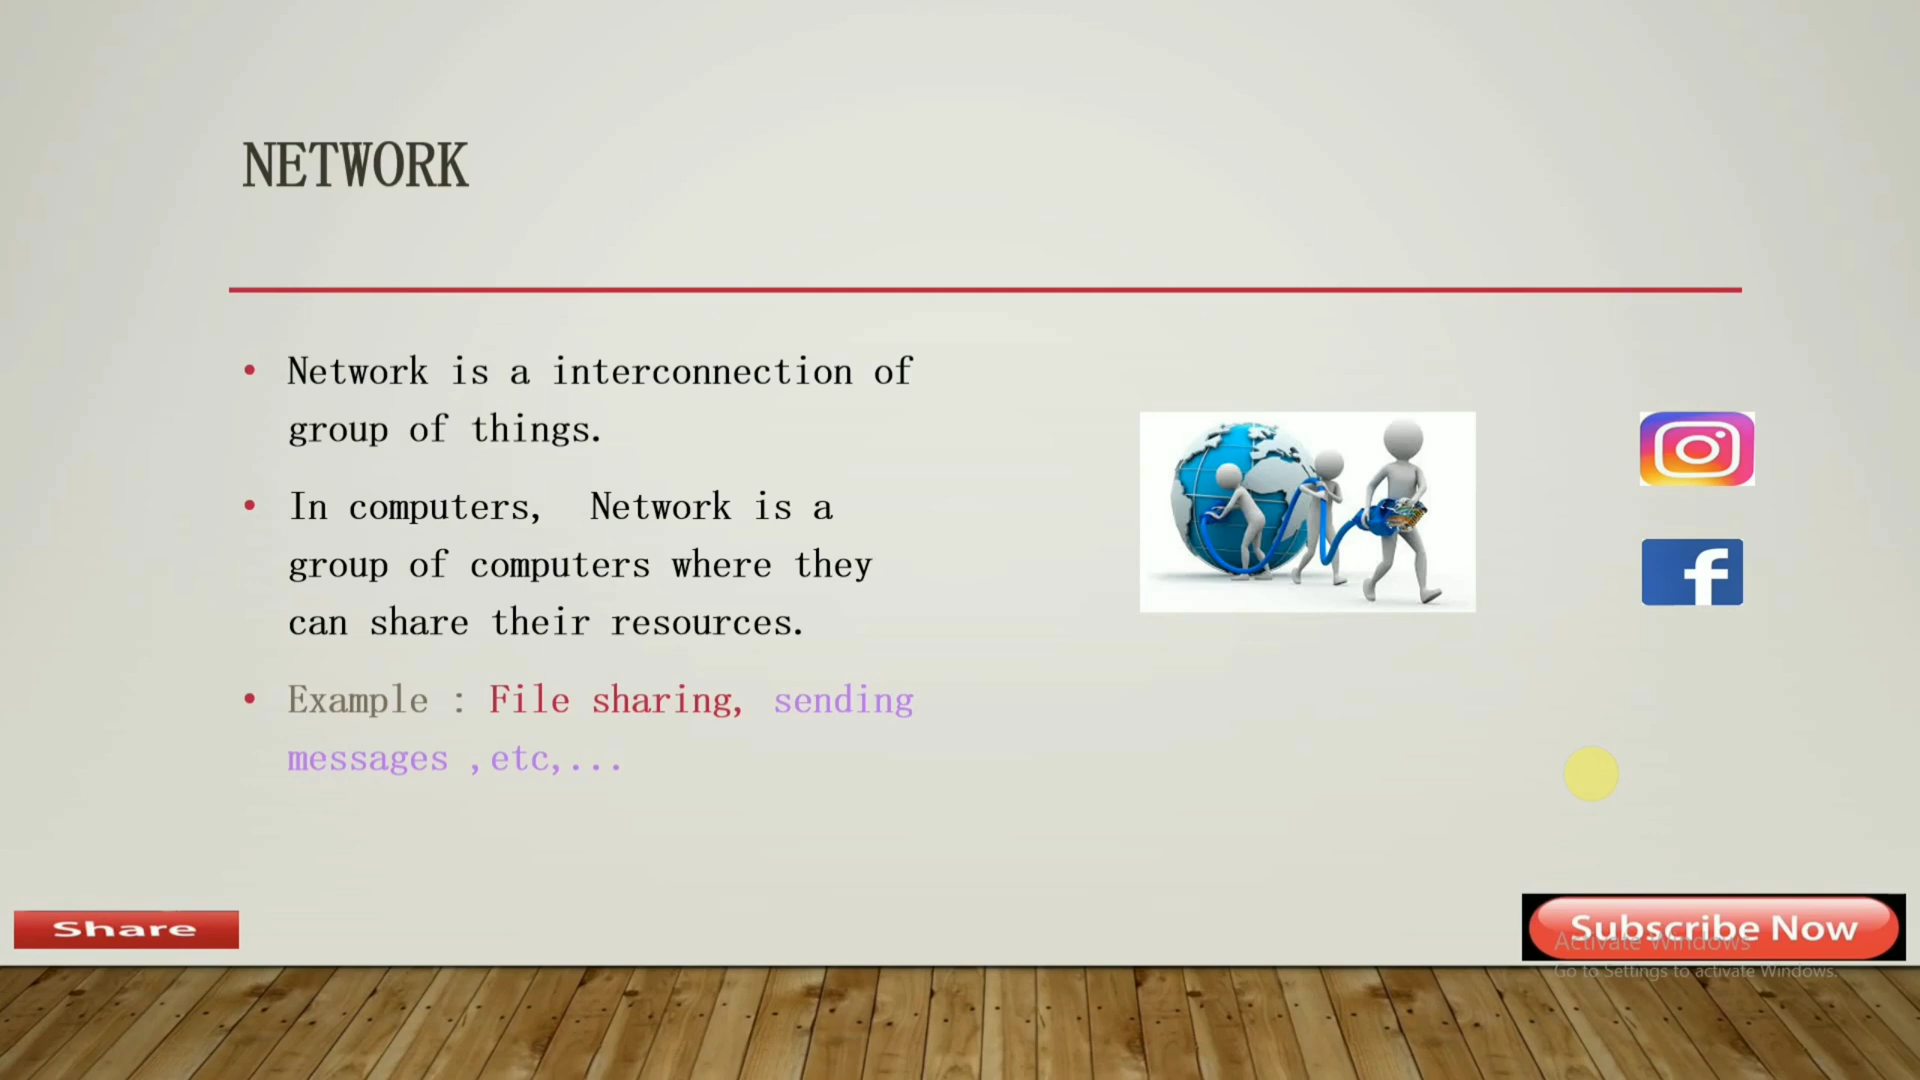 NETWORK
• Network is a interconnection of
group of things.
• In computers,  Network is a
group of computers where they
can share their resources.
• Example : File sharing, sending
messages ,etc,...
Share
Subscribe Now
Activate Windows
Go to Settings to activate Windows.